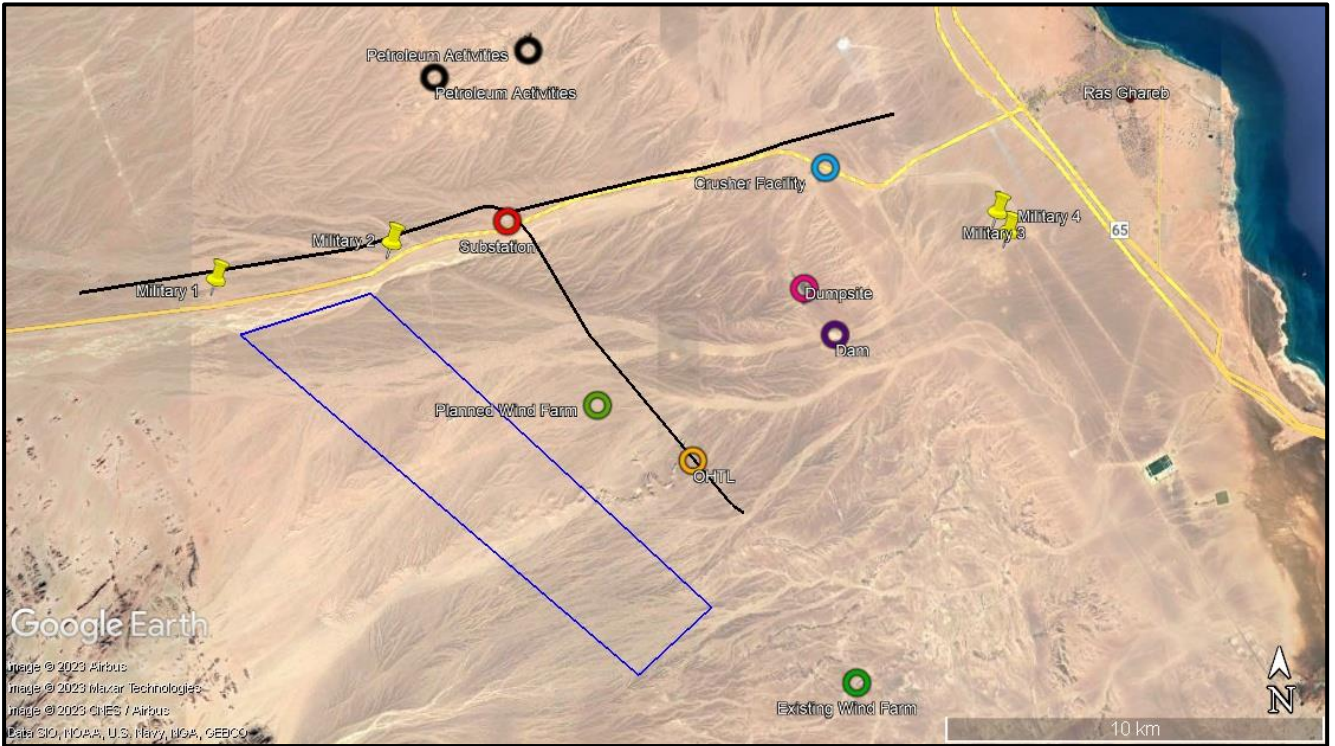 Petroleum Activities
Petroleum Activities
Ras Ghareb
Crusher Facility
Military 4
Military 3
65
Military 2
Substation
Military 1
Dumpsite
Dam
Planned Wind Farm
OHTL
Google Earth
Image © 2023 Airbus
Image © 2023 Maxar Technologies
Image © 2023 CNES / Airbus
Data SIO, NOAA, U.S. Navy, NGA, GEBCO
Existing Wind Farm
N
10 km